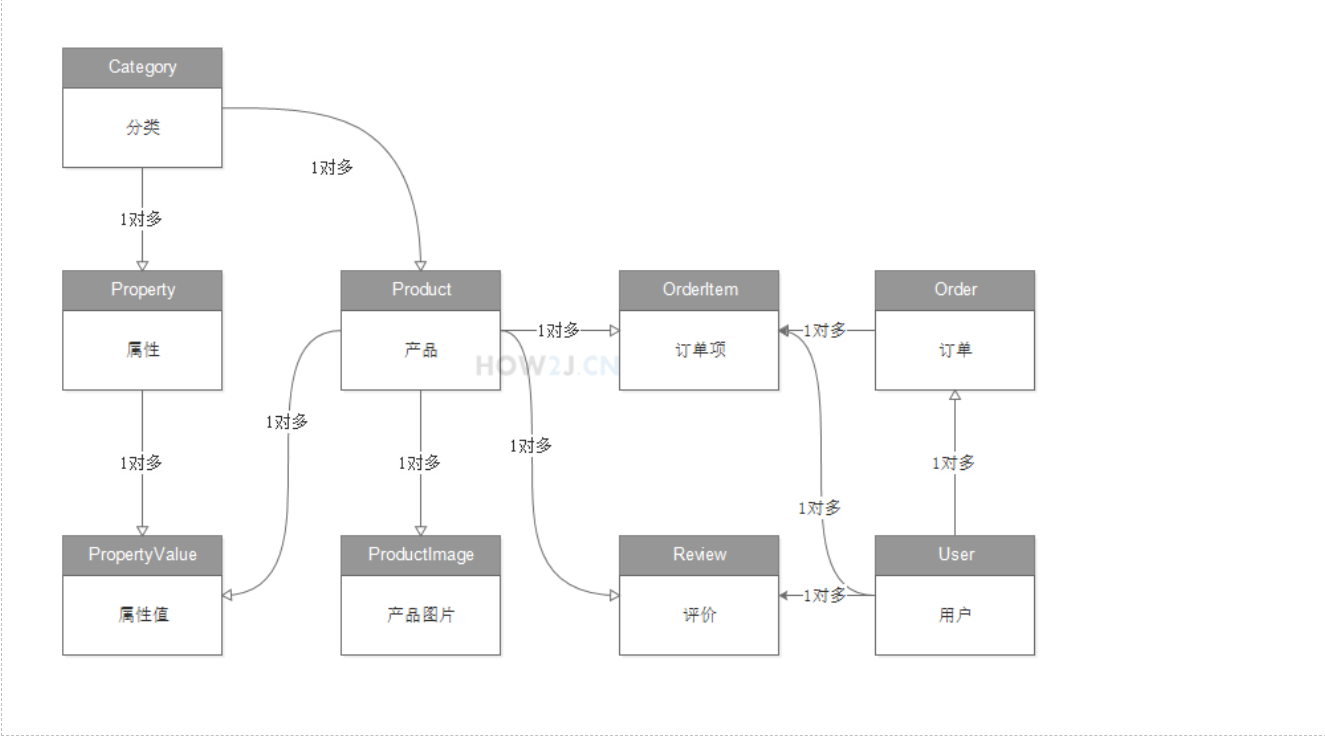 Category
分类
1对多
1对多
Property
属性
Product
产品
1对多
OrderItem
订单项
1对多
Order
订单
HOW2J.CN
1对多
1对多
1对多
1对多
1对多
1对多
PropertyValue
属性值
ProductImage
产品图片
Review
评价
1对多
User
用户